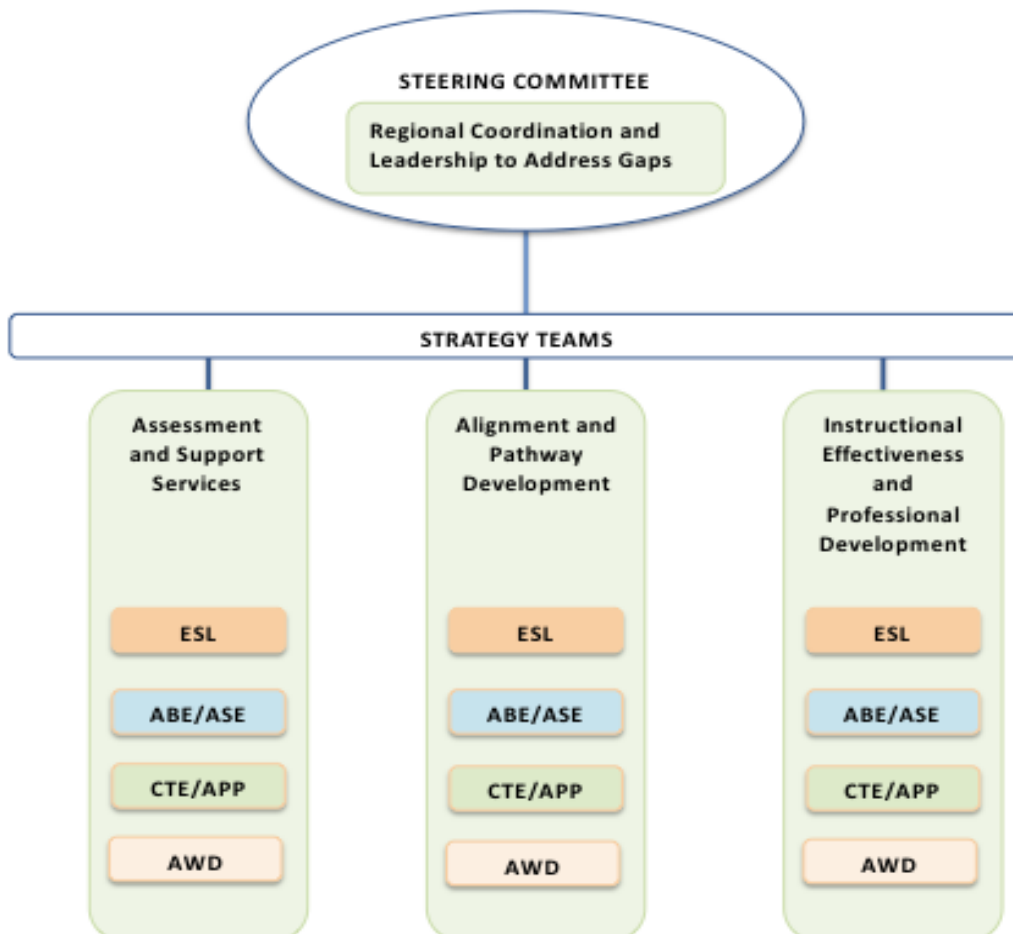 STEERING COMMITTEE
Regional Coordination and
Leadership to Address Gaps
STRATEGY TEAMS
Assessment
and Support
Services
ESL
ABE/ASE
CTE/APP
AWD
Alignment and
Pathway
Development
ESL
ABE/ASE
CTE/APP
AWD
Instructional
Effectiveness
and
Professional
Development
ESL
ABE/ASE
CTE/APP
AWD